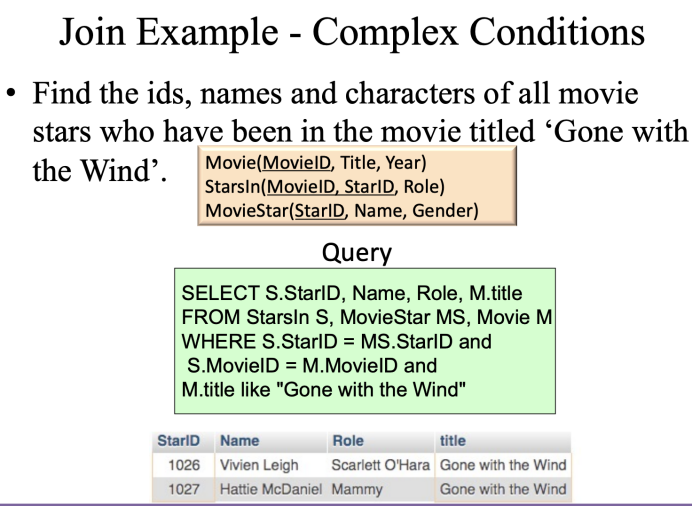 Join Example - Complex Conditions
• Find the ids, names and characters of all movie
stars who have been in the movie titled ‘Gone with
the Wind’.
Movie(MovieID, Title, Year)
StarsIn(MovieID, StarID, Role)
MovieStar(StarID, Name, Gender)
Query
SELECT S.StarID, Name, Role, M.title
FROM StarsIn S, MovieStar MS, Movie M
WHERE S.StarID = MS.StarID and
S.MovieID = M.MovieID and
M.title like "Gone with the Wind"
StarID Name Role title
1026 Vivien Leigh Scarlett O'Hara Gone with the Wind
1027 Hattie McDaniel Mammy Gone with the Wind